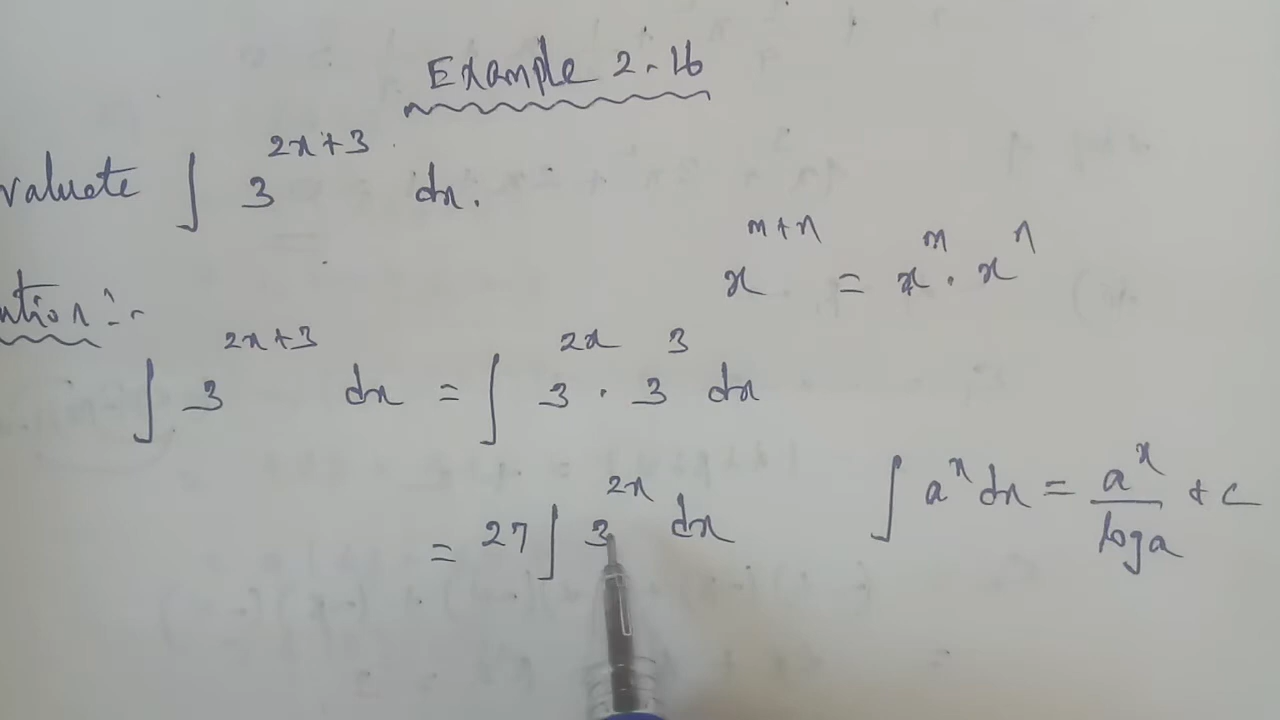 Example 2.16
valuate ∫ 3^{2x+3} dx.
x^{m+n} = x^m · x^n
ution :-
∫ 3^{2x+3} dx = ∫ 3^{2x} · 3^3 dx
= 27 ∫ 3^{2x} dx
∫ a^x dx = a^x / log a + c